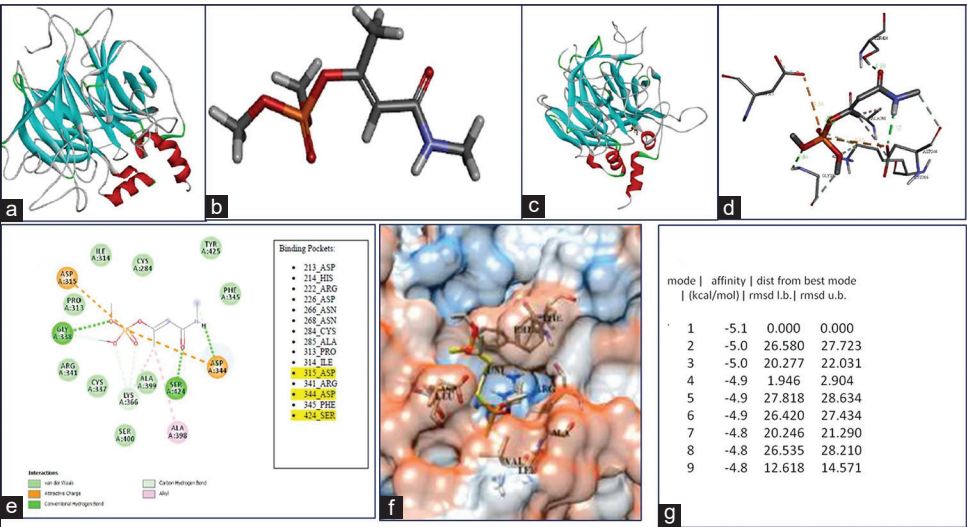 a
b
c
d
ILE
A:314
CYS
A:284
TYR
A:425
ASP
A:315
PHE
A:345
PRO
A:313
GLY
A:338
ARG
A:341
CYS
A:337
LYS
A:366
ALA
A:399
SER
A:424
ASP
A:344
SER
A:400
ALA
A:398
H
Interactions
van der Waals
Attractive Charge
Conventional Hydrogen Bond
Carbon Hydrogen Bond
Alkyl
Binding Pockets:
• 213_ASP
• 214_HIS
• 222_ARG
• 226_ASP
• 266_ASN
• 268_ASN
• 284_CYS
• 285_ALA
• 313_PRO
• 314_ILE
• 315_ASP
• 341_ARG
• 344_ASP
• 345_PHE
• 424_SER
e
PHE
ARG
LEU
ALA
VAL
f
mode | affinity | dist from best mode
| (kcal/mol) | rmsd l.b.| rmsd u.b.
1 -5.1 0.000 0.000
2 -5.0 26.580 27.723
3 -5.0 20.277 22.031
4 -4.9 1.946 2.904
5 -4.9 27.818 28.634
6 -4.9 26.420 27.434
7 -4.8 20.246 21.290
8 -4.8 26.535 28.210
9 -4.8 12.618 14.571
g